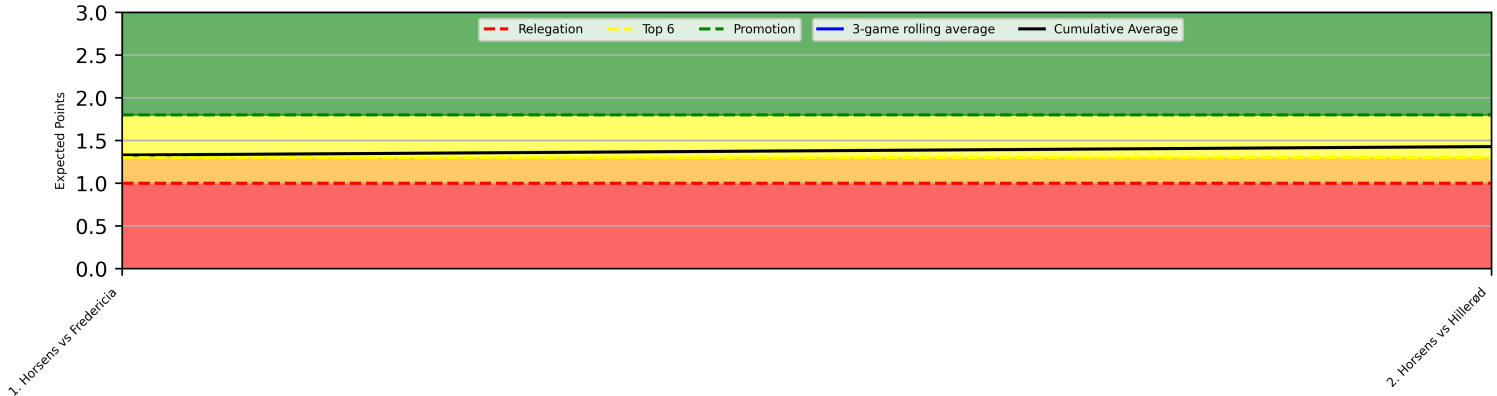 3.0
2.5
2.0
1.5
1.0
0.5
0.0
Expected Points
Relegation
Top 6
Promotion
3-game rolling average
Cumulative Average
1. Horsens vs Fredericia
2. Horsens vs Hillerød